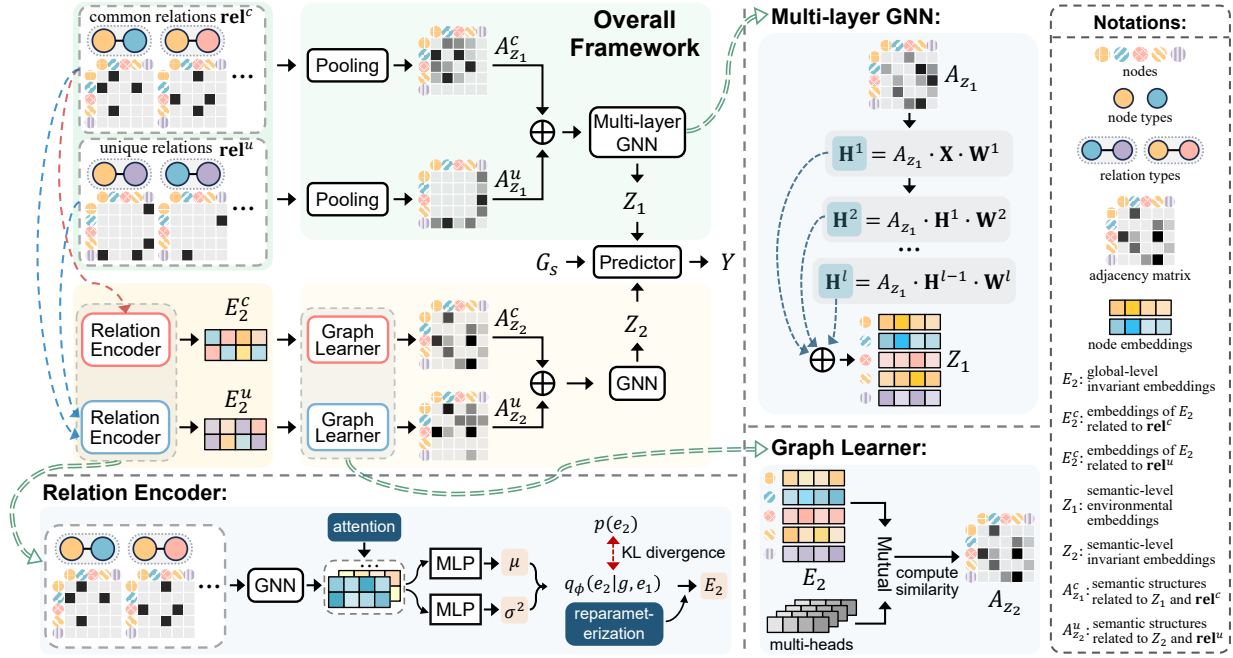 common relations rel^c
...
unique relations rel^u
...
Overall
Framework
Pooling
A^c_{z_1}
Pooling
A^u_{z_1}
Multi-layer
GNN
Z_1
G_s
Predictor
Y
Z_2
Relation
Encoder
E^c_2
Graph
Learner
A^c_{z_2}
GNN
Relation
Encoder
E^u_2
Graph
Learner
A^u_{z_2}
Multi-layer GNN:
A_{z_1}
H^1 = A_{z_1} · X · W^1
H^2 = A_{z_1} · H^1 · W^2
...
H^l = A_{z_1} · H^{l-1} · W^l
Z_1
Relation Encoder:
...
GNN
attention
...
MLP
μ
MLP
σ^2
p(e_2)
KL divergence
q_ϕ(e_2|g, e_1)
E_2
reparamet-
erization
Graph Learner:
E_2
multi-heads
Mutual
compute
similarity
A_{z_2}
Notations:
nodes
node types
relation types
adjacency matrix
node embeddings
E_2: global-level
invariant embeddings
E^c_2: embeddings of E_2
related to rel^c
E^c_2: embeddings of E_2
related to rel^u
Z_1: semantic-level
environmental
embeddings
Z_2: semantic-level
invariant embeddings
A^c_{z_1}: semantic structures
related to Z_1 and rel^c
A^u_{z_2}: semantic structures
related to Z_2 and rel^u